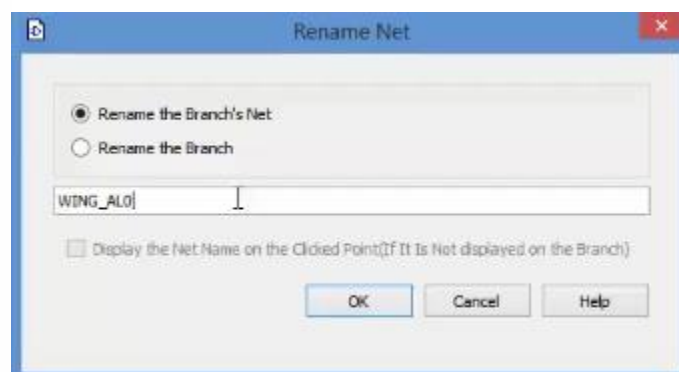 Rename Net
Rename the Branch's Net
Rename the Branch
WING_AL0
Display the Net Name on the Clicked Point(If It Is Not displayed on the Branch)
OK Cancel Help